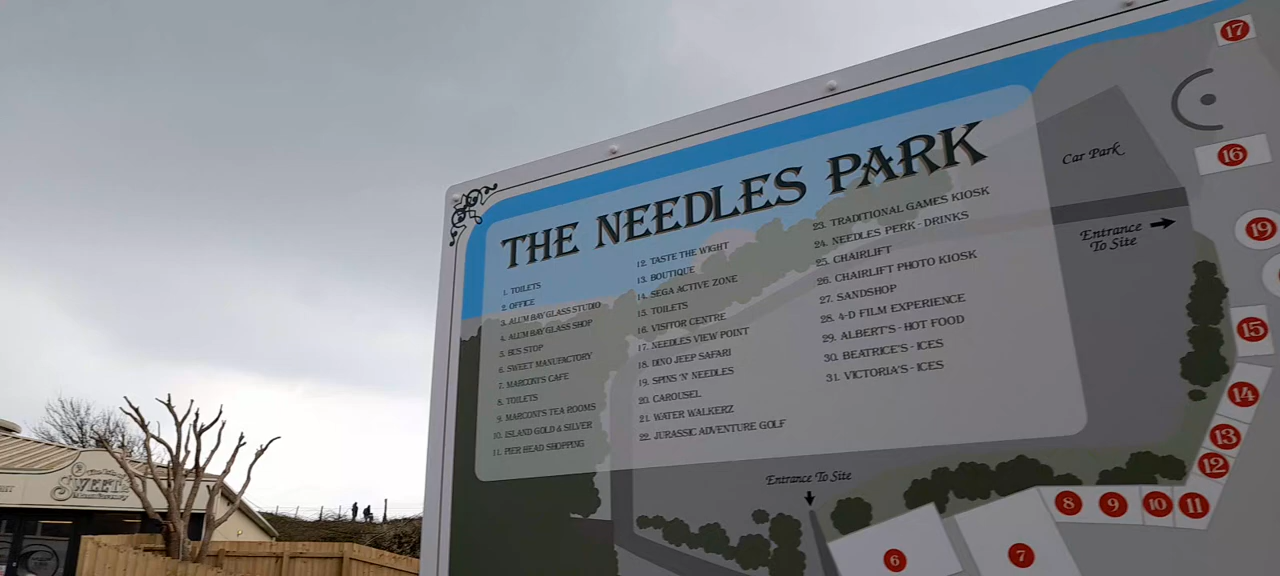 THE NEEDLES PARK
1. TOILETS
2. OFFICE
3. ALUM BAY GLASS STUDIO
4. ALUM BAY GLASS SHOP
5. BUS STOP
6. SWEET MANUFACTORY
7. MARCONI'S CAFE
8. TOILETS
9. MARCONI'S TEA ROOMS
10. ISLAND GOLD & SILVER
11. PIER HEAD SHOPPING
12. TASTE THE WIGHT
13. BOUTIQUE
14. SEGA ACTIVE ZONE
15. TOILETS
16. VISITOR CENTRE
17. NEEDLES VIEW POINT
18. DINO JEEP SAFARI
19. SPINS 'N' NEEDLES
20. CAROUSEL
21. WATER WALKERZ
22. JURASSIC ADVENTURE GOLF
23. TRADITIONAL GAMES KIOSK
24. NEEDLES PERK - DRINKS
25. CHAIRLIFT
26. CHAIRLIFT PHOTO KIOSK
27. SANDSHOP
28. 4-D FILM EXPERIENCE
29. ALBERT'S - HOT FOOD
30. BEATRICE'S - ICES
31. VICTORIA'S - ICES
Car Park
Entrance
To Site
Entrance To Site
17
16
19
15
14
13
12
8 9 10 11
6
7
Sweet